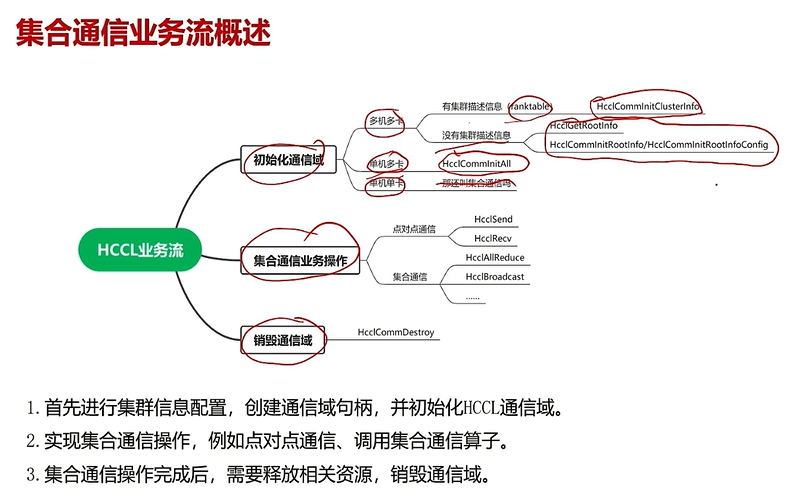 集合通信业务流概述
有集群描述信息（ranktable）
HcclCommInitClusterInfo
多机多卡
HcclGetRootInfo
没有集群描述信息
HcclCommInitRootInfo/HcclCommInitRootInfoConfig
初始化通信域
单机多卡
HcclCommInitAll
单机单卡
那还叫集合通信吗
HCCL业务流
HcclSend
点对点通信
HcclRecv
集合通信业务操作
HcclAllReduce
集合通信
HcclBroadcast
……
销毁通信域
HcclCommDestroy
1. 首先进行集群信息配置，创建通信域句柄，并初始化HCCL通信域。
2. 实现集合通信操作，例如点对点通信、调用集合通信算子。
3. 集合通信操作完成后，需要释放相关资源，销毁通信域。